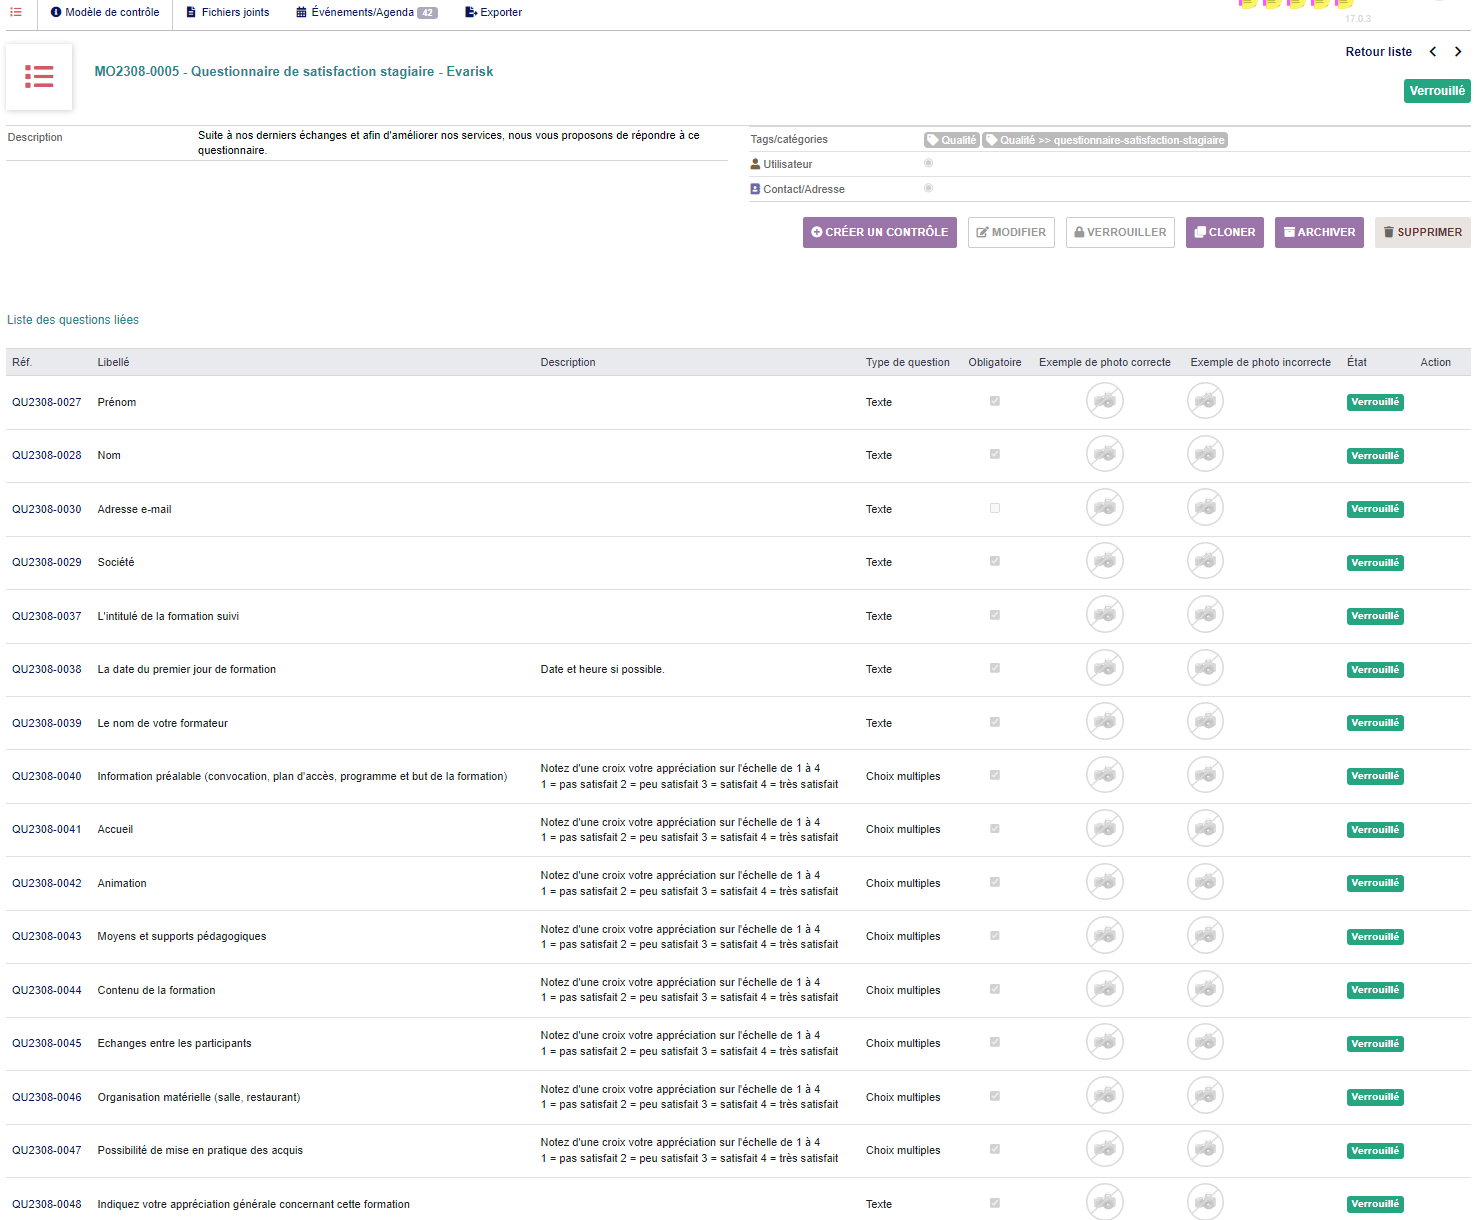 Modèle de contrôle Fichiers joints Événements/Agenda 42 Exporter
17.0.3
Retour liste
MO2308-0005 - Questionnaire de satisfaction stagiaire - Evarisk
Verrouillé
Description Suite à nos derniers échanges et afin d'améliorer nos services, nous vous proposons de répondre à ce
questionnaire.
Tags/catégories Qualité Qualité >> questionnaire-satisfaction-stagiaire
Utilisateur
Contact/Adresse
CRÉER UN CONTRÔLE MODIFIER VERROUILLER CLONER ARCHIVER SUPPRIMER
Liste des questions liées
Réf. Libellé Description Type de question Obligatoire Exemple de photo correcte Exemple de photo incorrecte État Action
QU2308-0027 Prénom Texte Verrouillé
QU2308-0028 Nom Texte Verrouillé
QU2308-0030 Adresse e-mail Texte Verrouillé
QU2308-0029 Société Texte Verrouillé
QU2308-0037 L'intitulé de la formation suivi Texte Verrouillé
QU2308-0038 La date du premier jour de formation Date et heure si possible. Texte Verrouillé
QU2308-0039 Le nom de votre formateur Texte Verrouillé
Notez d'une croix votre appréciation sur l'échelle de 1 à 4
QU2308-0040 Information préalable (convocation, plan d'accès, programme et but de la formation) Choix multiples Verrouillé
1 = pas satisfait 2 = peu satisfait 3 = satisfait 4 = très satisfait
Notez d'une croix votre appréciation sur l'échelle de 1 à 4
QU2308-0041 Accueil Choix multiples Verrouillé
1 = pas satisfait 2 = peu satisfait 3 = satisfait 4 = très satisfait
Notez d'une croix votre appréciation sur l'échelle de 1 à 4
QU2308-0042 Animation Choix multiples Verrouillé
1 = pas satisfait 2 = peu satisfait 3 = satisfait 4 = très satisfait
Notez d'une croix votre appréciation sur l'échelle de 1 à 4
QU2308-0043 Moyens et supports pédagogiques Choix multiples Verrouillé
1 = pas satisfait 2 = peu satisfait 3 = satisfait 4 = très satisfait
Notez d'une croix votre appréciation sur l'échelle de 1 à 4
QU2308-0044 Contenu de la formation Choix multiples Verrouillé
1 = pas satisfait 2 = peu satisfait 3 = satisfait 4 = très satisfait
Notez d'une croix votre appréciation sur l'échelle de 1 à 4
QU2308-0045 Echanges entre les participants Choix multiples Verrouillé
1 = pas satisfait 2 = peu satisfait 3 = satisfait 4 = très satisfait
Notez d'une croix votre appréciation sur l'échelle de 1 à 4
QU2308-0046 Organisation matérielle (salle, restaurant) Choix multiples Verrouillé
1 = pas satisfait 2 = peu satisfait 3 = satisfait 4 = très satisfait
Notez d'une croix votre appréciation sur l'échelle de 1 à 4
QU2308-0047 Possibilité de mise en pratique des acquis Choix multiples Verrouillé
1 = pas satisfait 2 = peu satisfait 3 = satisfait 4 = très satisfait
QU2308-0048 Indiquez votre appréciation générale concernant cette formation Texte Verrouillé